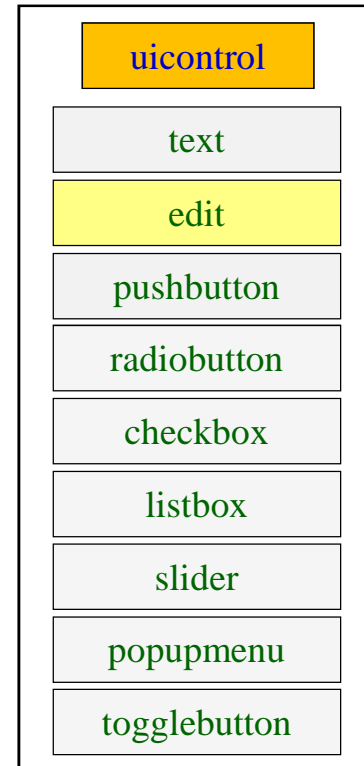 uicontrol
text
edit
pushbutton
radiobutton
checkbox
listbox
slider
popupmenu
togglebutton